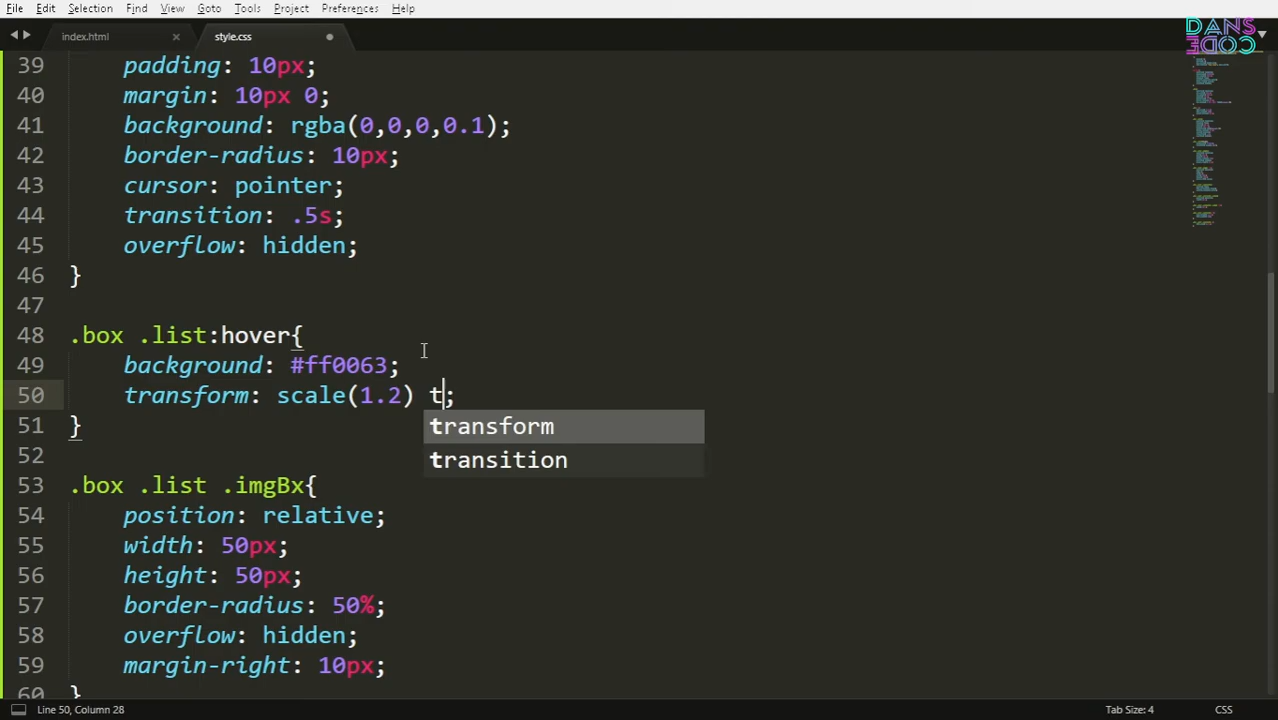 File Edit Selection Find View Goto Tools Project Preferences Help
index.html style.css
DANS
CODE
39 padding: 10px;
40 margin: 10px 0;
41 background: rgba(0,0,0,0.1);
42 border-radius: 10px;
43 cursor: pointer;
44 transition: .5s;
45 overflow: hidden;
46 }
47
48 .box .list:hover{
49 background: #ff0063;
50 transform: scale(1.2) t;
transform
51 }
transition
52
53 .box .list .imgBx{
54 position: relative;
55 width: 50px;
56 height: 50px;
57 border-radius: 50%;
58 overflow: hidden;
59 margin-right: 10px;
60 }
Line 50, Column 28 Tab Size: 4 CSS